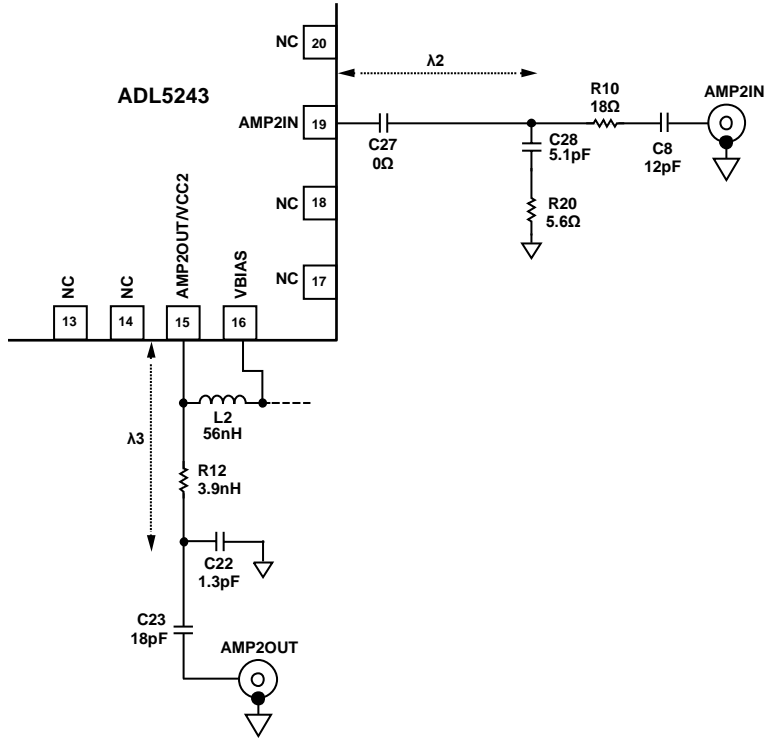 ADL5243
NC
20
λ2
AMP2IN
19
C27
0Ω
C28
5.1pF
R20
5.6Ω
R10
18Ω
C8
12pF
AMP2IN
NC
18
NC
17
NC
13
NC
14
AMP2OUT/VCC2
15
VBIAS
16
λ3
L2
56nH
R12
3.9nH
C22
1.3pF
C23
18pF
AMP2OUT